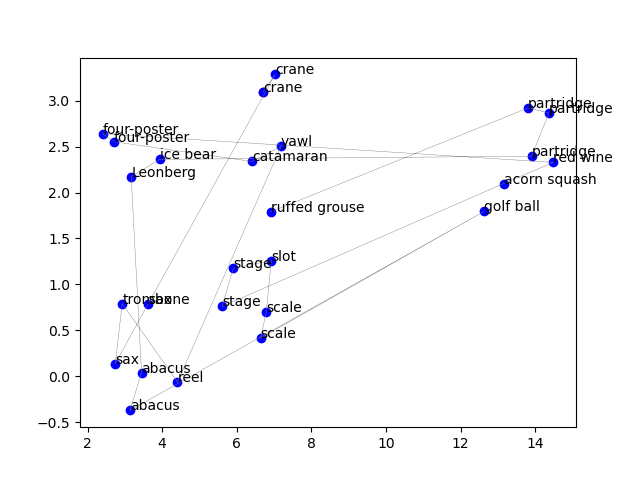 crane
crane
partridge
partridge
four-poster
four-poster
yawl
ice bear
catamaran
partridge
red wine
Leonberg
acorn squash
ruffed grouse
golf ball
slot
stage
trombone
sax
stage
scale
scale
sax
abacus
reel
abacus
3.0
2.5
2.0
1.5
1.0
0.5
0.0
−0.5
2 4 6 8 10 12 14